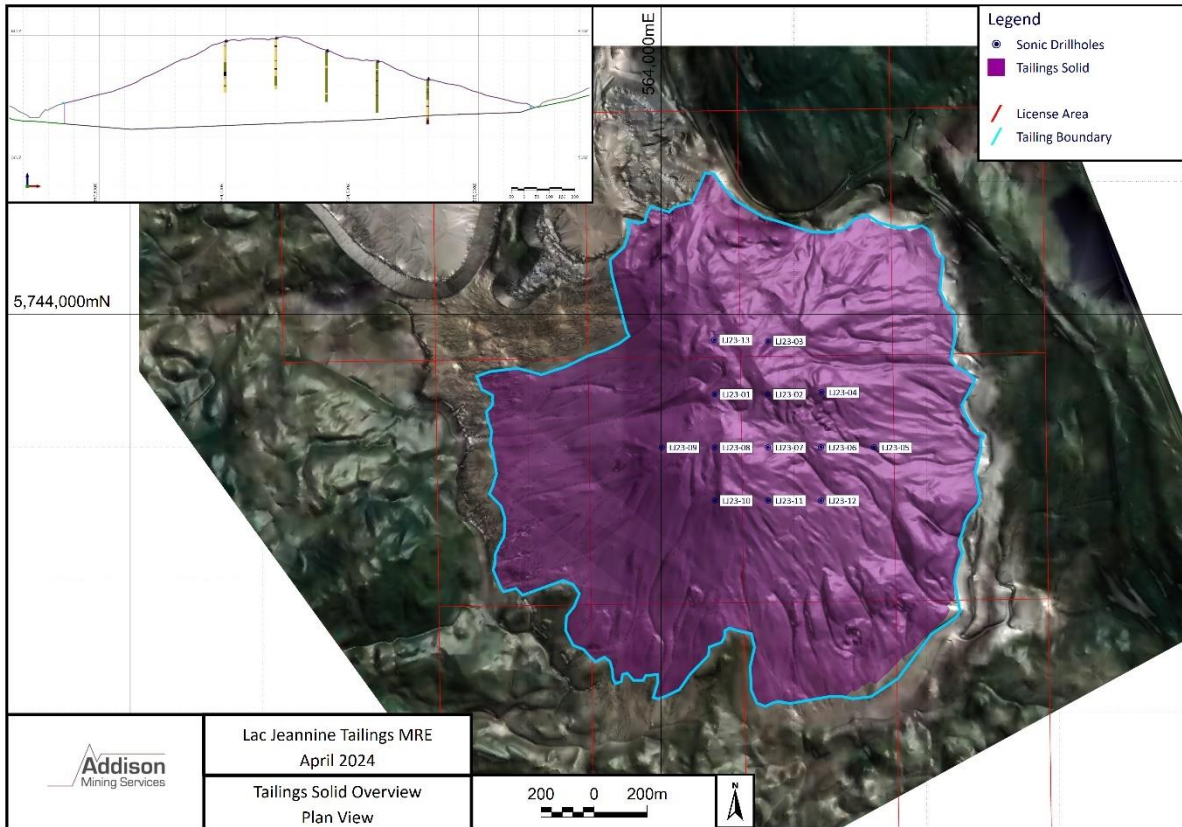 Legend
Sonic Drillholes
Tailings Solid
License Area
Tailing Boundary
564,000mE
5,744,000mN
LJ23-13
LJ23-03
LJ23-01
LJ23-02
LJ23-04
LJ23-09
LJ23-08
LJ23-07
LJ23-06
LJ23-05
LJ23-10
LJ23-11
LJ23-12
Addison
Mining Services
Lac Jeannine Tailings MRE
April 2024
Tailings Solid Overview
Plan View
200 0 200m
N